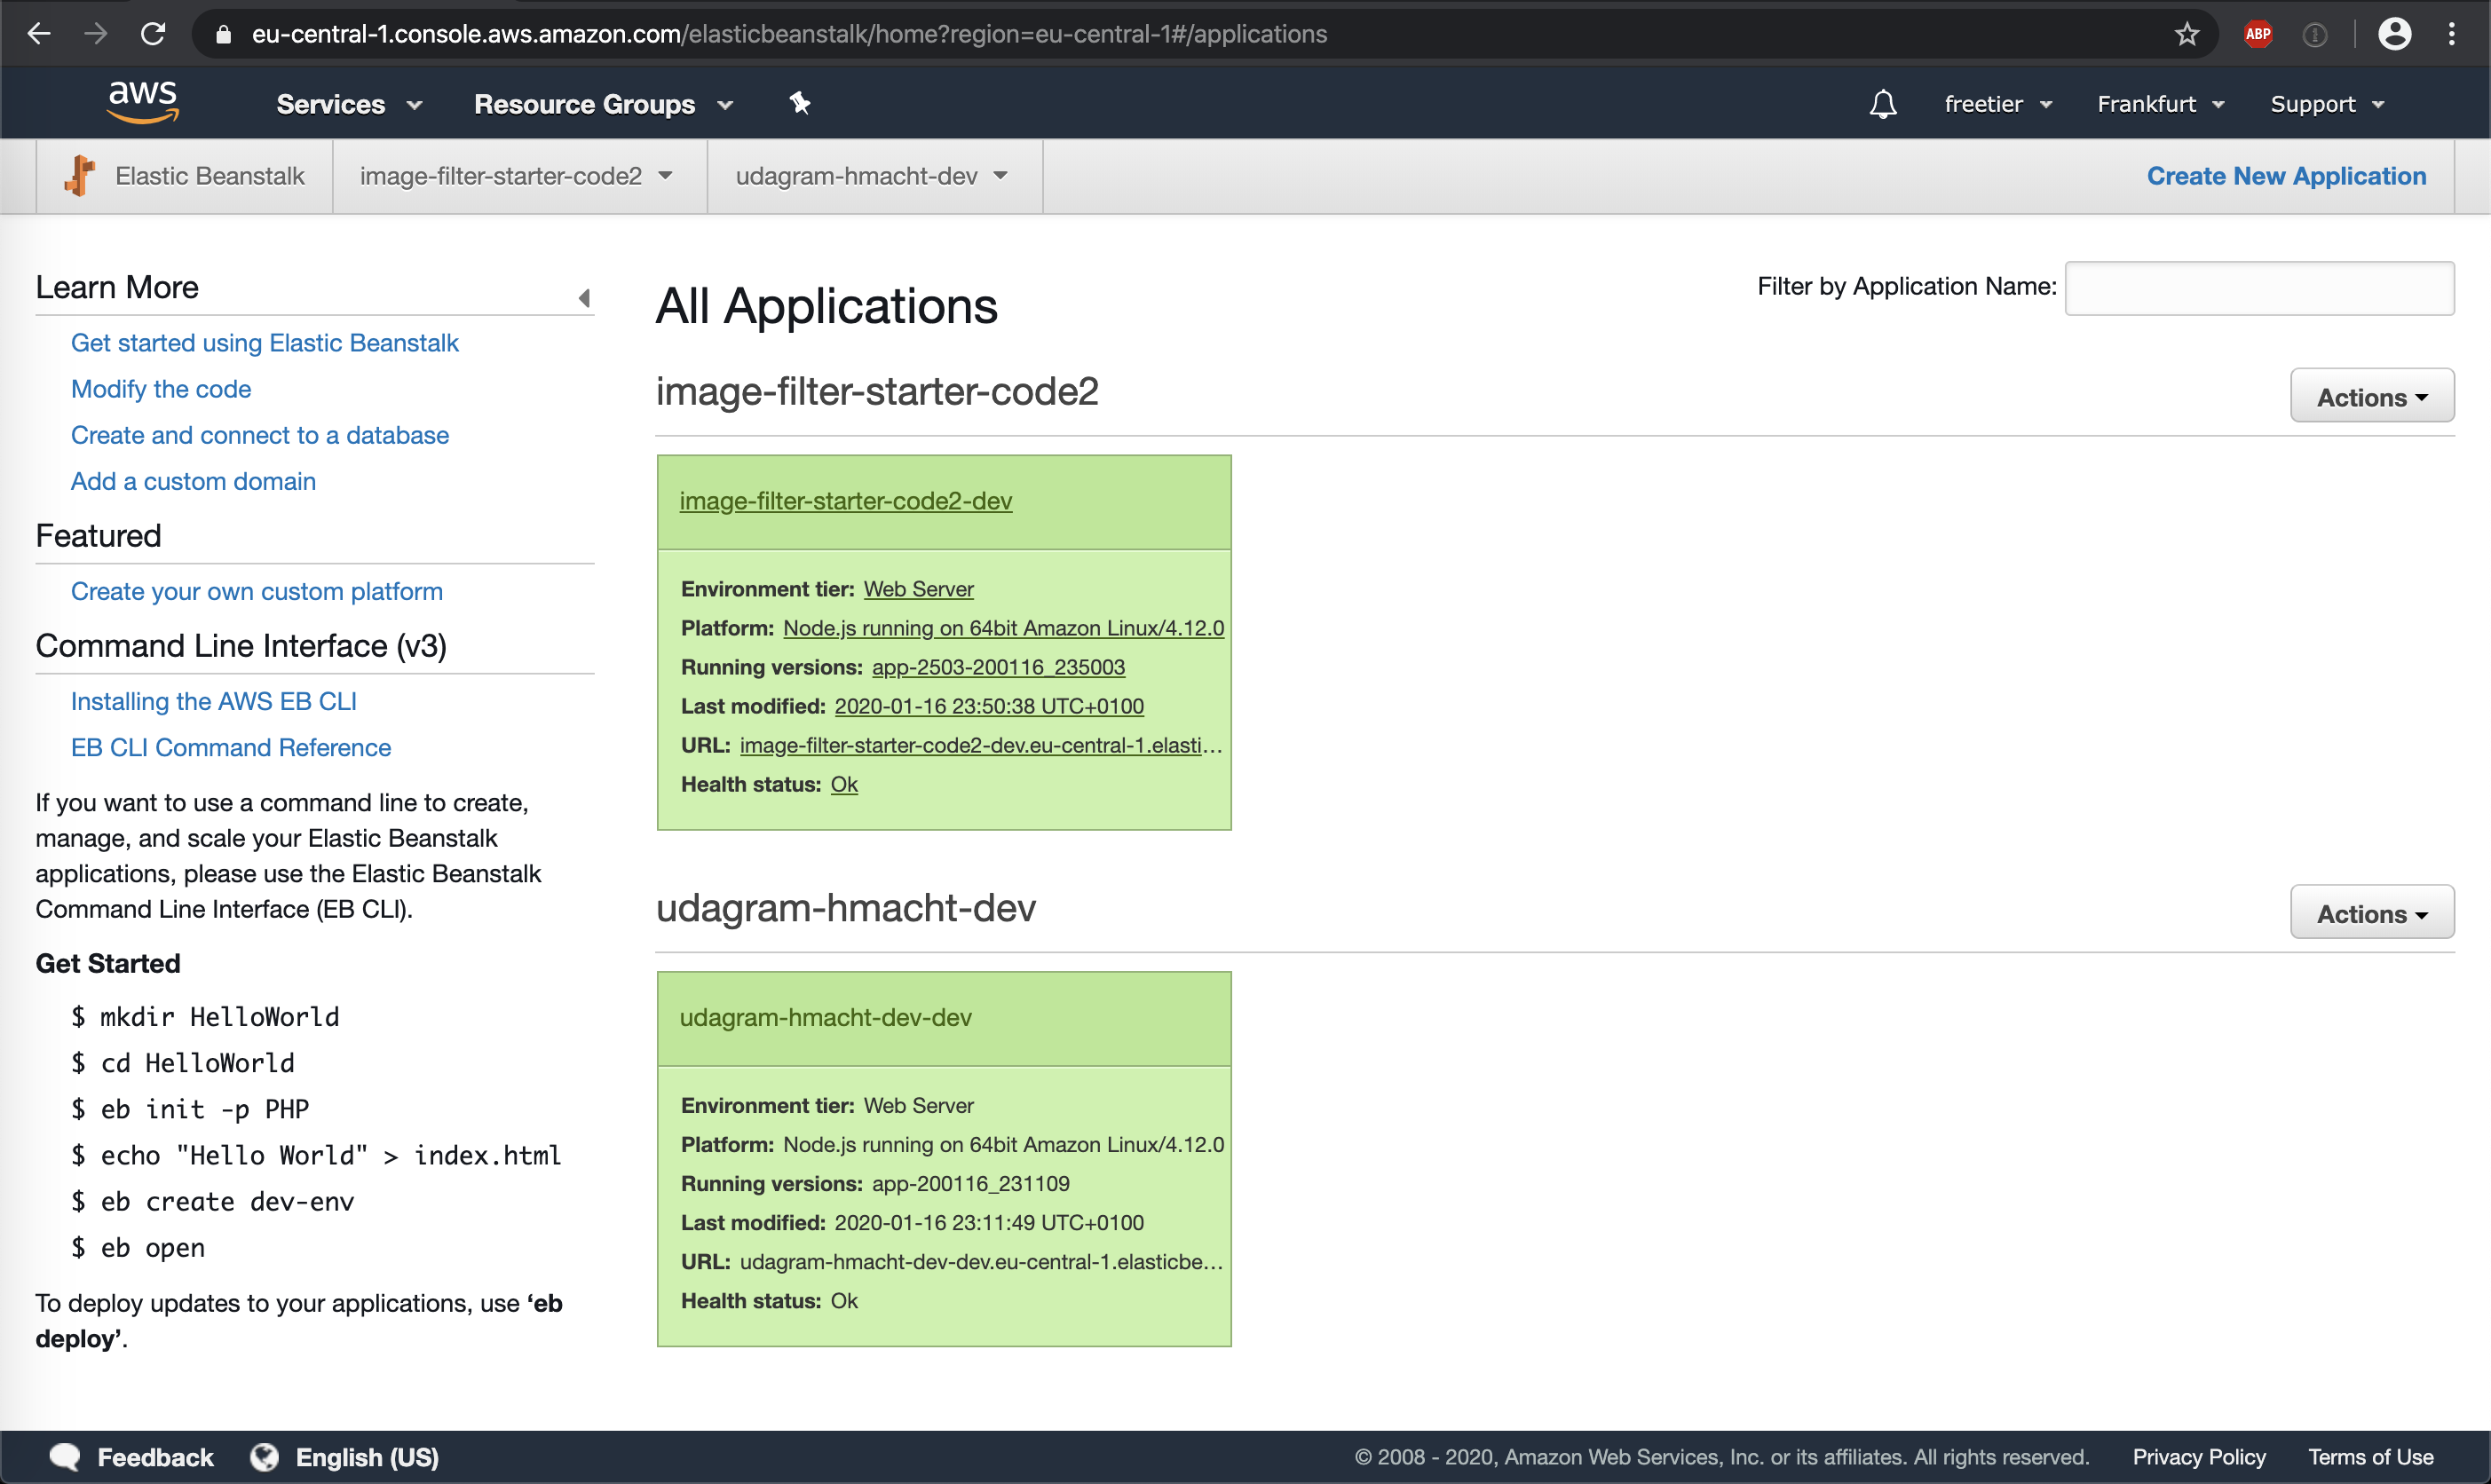 eu-central-1.console.aws.amazon.com/elasticbeanstalk/home?region=eu-central-1#/applications
ABP
aws
Services
Resource Groups
freetier
Frankfurt
Support
Elastic Beanstalk
image-filter-starter-code2
udagram-hmacht-dev
Create New Application
Learn More
Get started using Elastic Beanstalk
Modify the code
Create and connect to a database
Add a custom domain
Featured
Create your own custom platform
Command Line Interface (v3)
Installing the AWS EB CLI
EB CLI Command Reference
If you want to use a command line to create,
manage, and scale your Elastic Beanstalk
applications, please use the Elastic Beanstalk
Command Line Interface (EB CLI).
Get Started
$ mkdir HelloWorld
$ cd HelloWorld
$ eb init -p PHP
$ echo "Hello World" > index.html
$ eb create dev-env
$ eb open
To deploy updates to your applications, use ‘eb
deploy’.
All Applications
Filter by Application Name:
image-filter-starter-code2
Actions
image-filter-starter-code2-dev
Environment tier: Web Server
Platform: Node.js running on 64bit Amazon Linux/4.12.0
Running versions: app-2503-200116_235003
Last modified: 2020-01-16 23:50:38 UTC+0100
URL: image-filter-starter-code2-dev.eu-central-1.elasti...
Health status: Ok
udagram-hmacht-dev
Actions
udagram-hmacht-dev-dev
Environment tier: Web Server
Platform: Node.js running on 64bit Amazon Linux/4.12.0
Running versions: app-200116_231109
Last modified: 2020-01-16 23:11:49 UTC+0100
URL: udagram-hmacht-dev-dev.eu-central-1.elasticbe...
Health status: Ok
Feedback
English (US)
© 2008 - 2020, Amazon Web Services, Inc. or its affiliates. All rights reserved.
Privacy Policy
Terms of Use